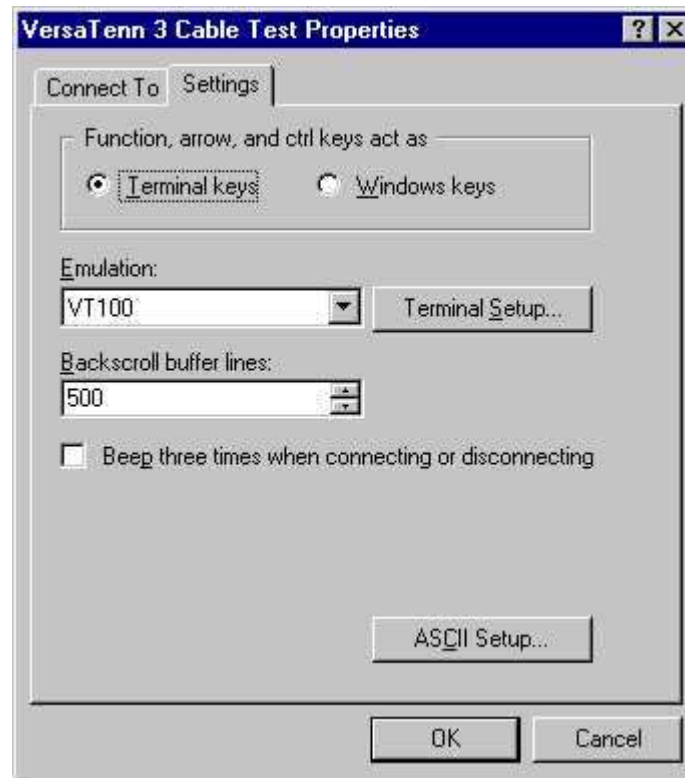 VersaTenn 3 Cable Test Properties
Connect To Settings
Function, arrow, and ctrl keys act as
Terminal keys Windows keys
Emulation:
VT100 Terminal Setup...
Backscroll buffer lines:
500
Beep three times when connecting or disconnecting
ASCII Setup...
OK Cancel